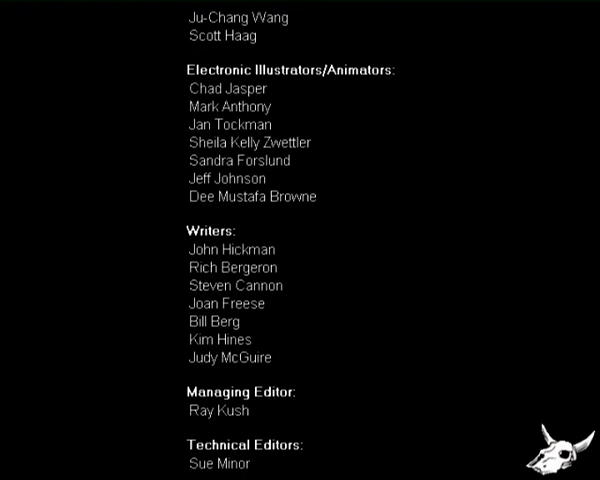 Ju-Chang Wang
Scott Haag
Electronic Illustrators/Animators:
Chad Jasper
Mark Anthony
Jan Tockman
Sheila Kelly Zwettler
Sandra Forslund
Jeff Johnson
Dee Mustafa Browne
Writers:
John Hickman
Rich Bergeron
Steven Cannon
Joan Freese
Bill Berg
Kim Hines
Judy McGuire
Managing Editor:
Ray Kush
Technical Editors:
Sue Minor